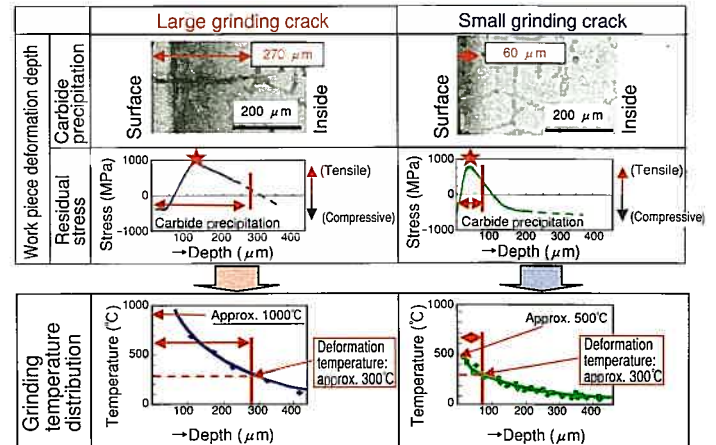 Large grinding crack
Small grinding crack
Work piece deformation depth
Carbide
precipitation
Surface
270 μm
200 μm
Inside
Surface
60 μm
200 μm
Inside
Residual
stress
Stress (MPa)
1000
0
-1000
Carbide precipitation
100 200 300 400
→Depth (μm)
(Tensile)
(Compressive)
Stress (MPa)
1000
0
-1000
Carbide precipitation
100 200 300 400
→Depth (μm)
(Tensile)
(Compressive)
Grinding
temperature
distribution
Temperature (℃)
1000
500
0
Approx. 1000℃
Deformation
temperature:
approx. 300℃
100 200 300 400
→Depth (μm)
Temperature (℃)
1000
500
0
Approx. 500℃
Deformation
temperature:
approx. 300℃
100 200 300 400
→Depth (μm)